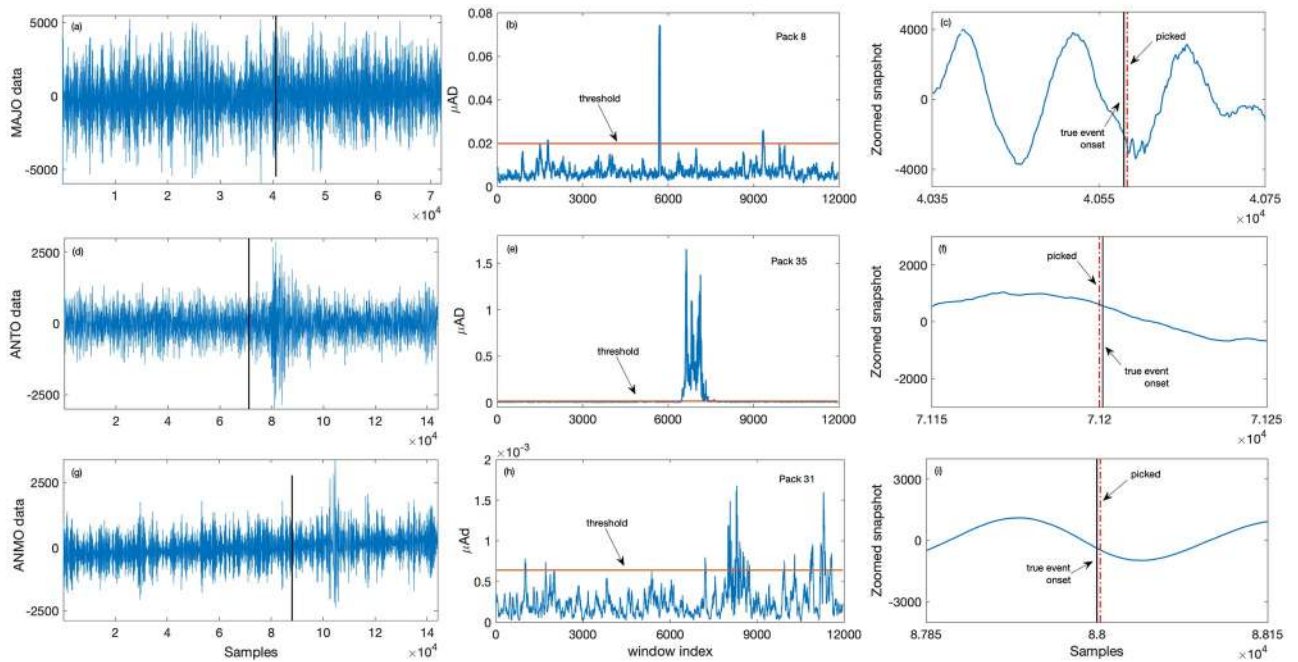 (a)
MAJO data
5000
0
-5000
1 2 3 4 5 6 7
×10⁴
(b)
Pack 8
μAD
0.08
0.06
0.04
threshold
0.02
0
0 3000 6000 9000 12000
(c)
Zoomed snapshot
4000
picked
0
true event
onset
-4000
4.035 4.055 4.075
×10⁴
(d)
ANTO data
2500
0
-2500
2 4 6 8 10 12 14
×10⁴
(e)
Pack 35
μAD
1.5
1
threshold
0.5
0
0 3000 6000 9000 12000
(f)
Zoomed snapshot
2000
picked
0
true event
onset
-2000
7.115 7.12 7.125
×10⁴
(g)
ANMO data
2500
0
-2500
2 4 6 8 10 12 14
Samples
×10⁴
×10⁻³
(h)
Pack 31
μAd
2
1.5
threshold
1
0.5
0
0 3000 6000 9000 12000
window index
(i)
Zoomed snapshot
3000
picked
0
true event
onset
-3000
8.785 8.8 8.815
Samples
×10⁴